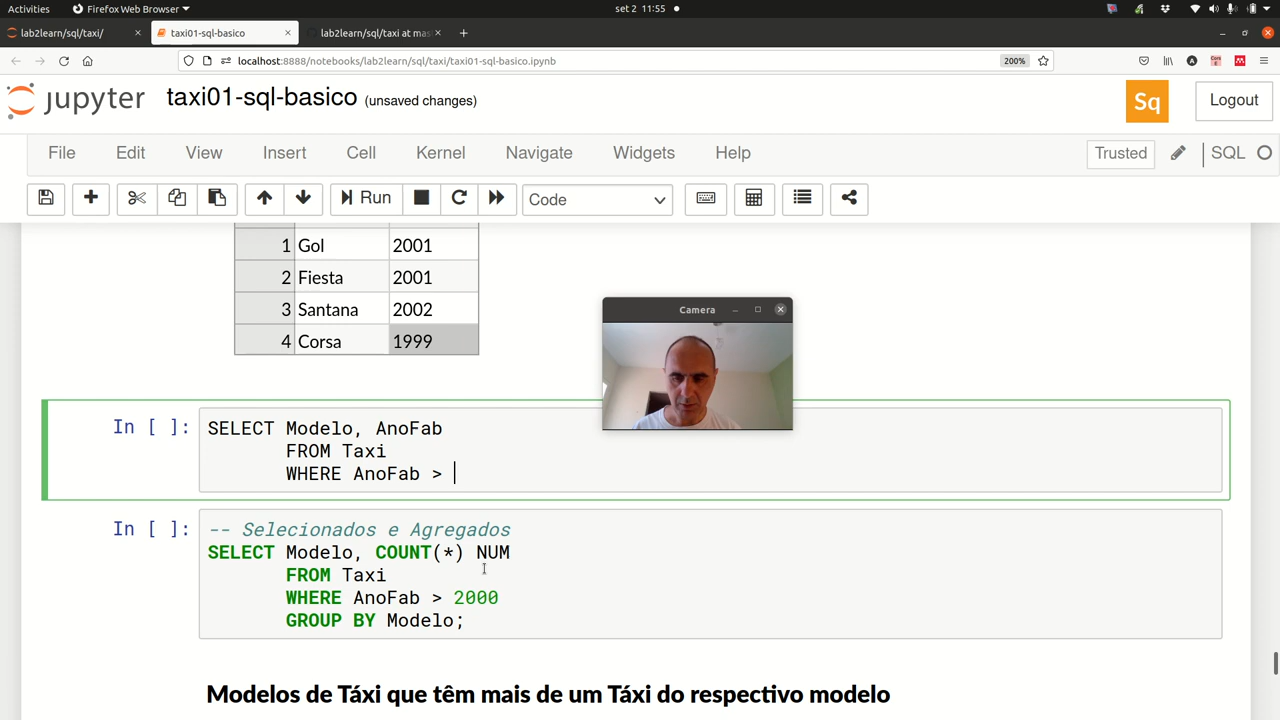 Activities
Firefox Web Browser
set 2 11:55
lab2learn/sql/taxi/
taxi01-sql-basico
lab2learn/sql/taxi at mas
localhost:8888/notebooks/lab2learn/sql/taxi/taxi01-sql-basico.ipynb
200%
jupyter
taxi01-sql-basico (unsaved changes)
Sq
Logout
File Edit View Insert Cell Kernel Navigate Widgets Help
Trusted
SQL
Run
Code
1 Gol 2001
2 Fiesta 2001
3 Santana 2002
4 Corsa 1999
Camera
In [ ]: SELECT Modelo, AnoFab
FROM Taxi
WHERE AnoFab >
In [ ]: -- Selecionados e Agregados
SELECT Modelo, COUNT(*) NUM
FROM Taxi
WHERE AnoFab > 2000
GROUP BY Modelo;
Modelos de Táxi que têm mais de um Táxi do respectivo modelo